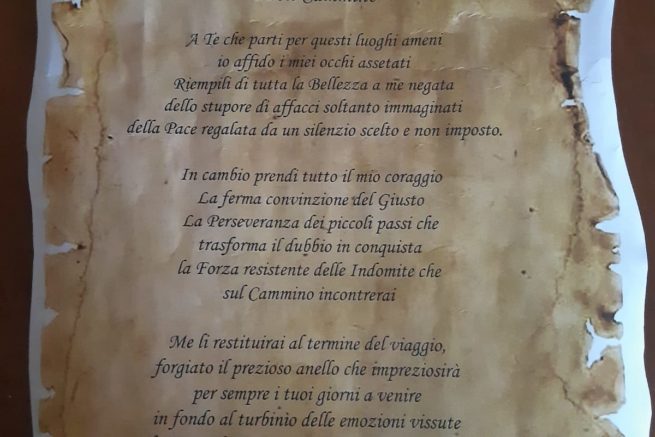 Cammino
A Te che parti per questi luoghi ameni
io affido i miei occhi assetati
Riempili di tutta la Bellezza a me negata
dello stupore di affacci soltanto immaginati
della Pace regalata da un silenzio scelto e non imposto.
In cambio prendi tutto il mio coraggio
La ferma convinzione del Giusto
La Perseveranza dei piccoli passi che
trasforma il dubbio in conquista
la Forza resistente delle Indomite che
sul Cammino incontrerai
Me li restituirai al termine del viaggio,
forgiato il prezioso anello che impreziosirà
per sempre i tuoi giorni a venire
in fondo al turbinio delle emozioni vissute